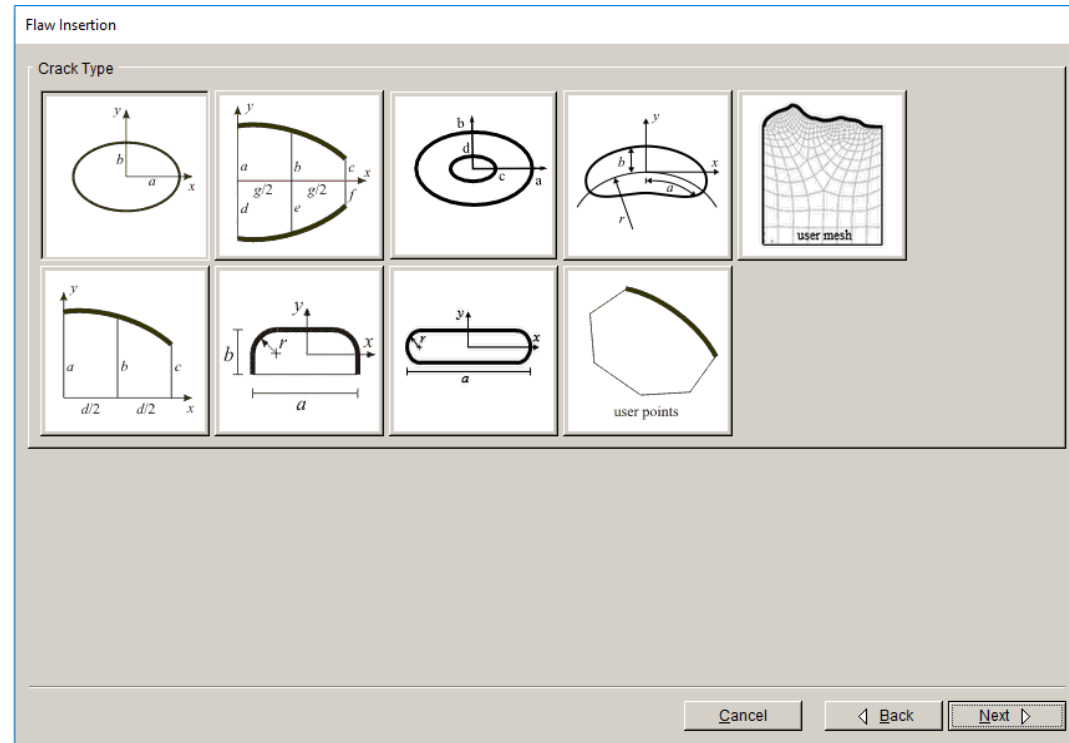 Flaw Insertion
Crack Type
y
b
a
x
y
a
b
c
x
g/2
g/2
d
e
f
b
d
c
a
y
b
x
a
r
user mesh
y
a
b
c
d/2
d/2
x
y
b
r
x
a
y
r
x
a
user points
Cancel
Back
Next